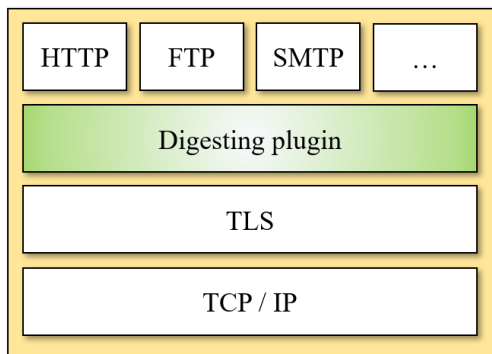 HTTP FTP SMTP …
Digesting plugin
TLS
TCP / IP